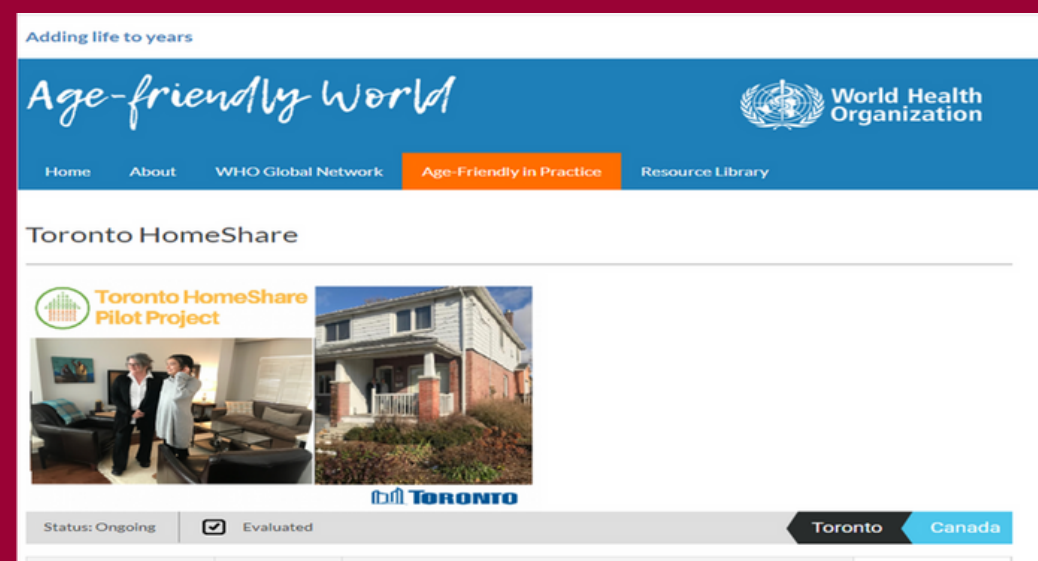 Adding life to years
Age-friendly World
World Health
Organization
Home About WHO Global Network Age-Friendly in Practice Resource Library
Toronto HomeShare
Toronto HomeShare
Pilot Project
TORONTO
Status: Ongoing Evaluated Toronto Canada